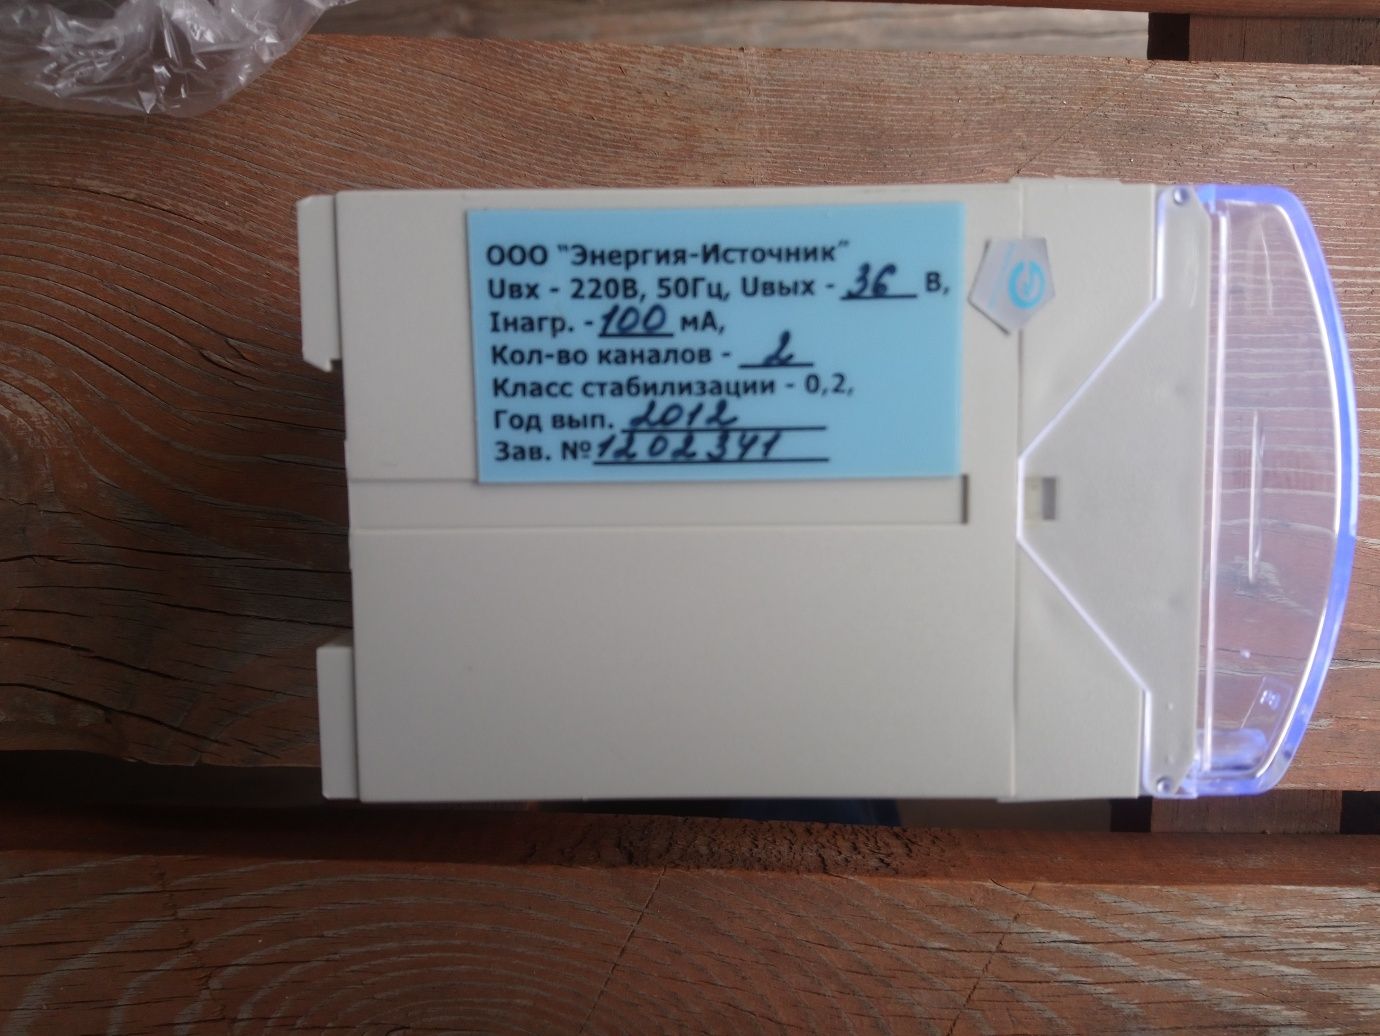 ООО "Энергия-Источник"
Uвх - 220В, 50Гц, Uвых - 36 В,
Iнагр. - 100 мА,
Кол-во каналов - 2
Класс стабилизации - 0,2,
Год вып. 2012
Зав. №1202341